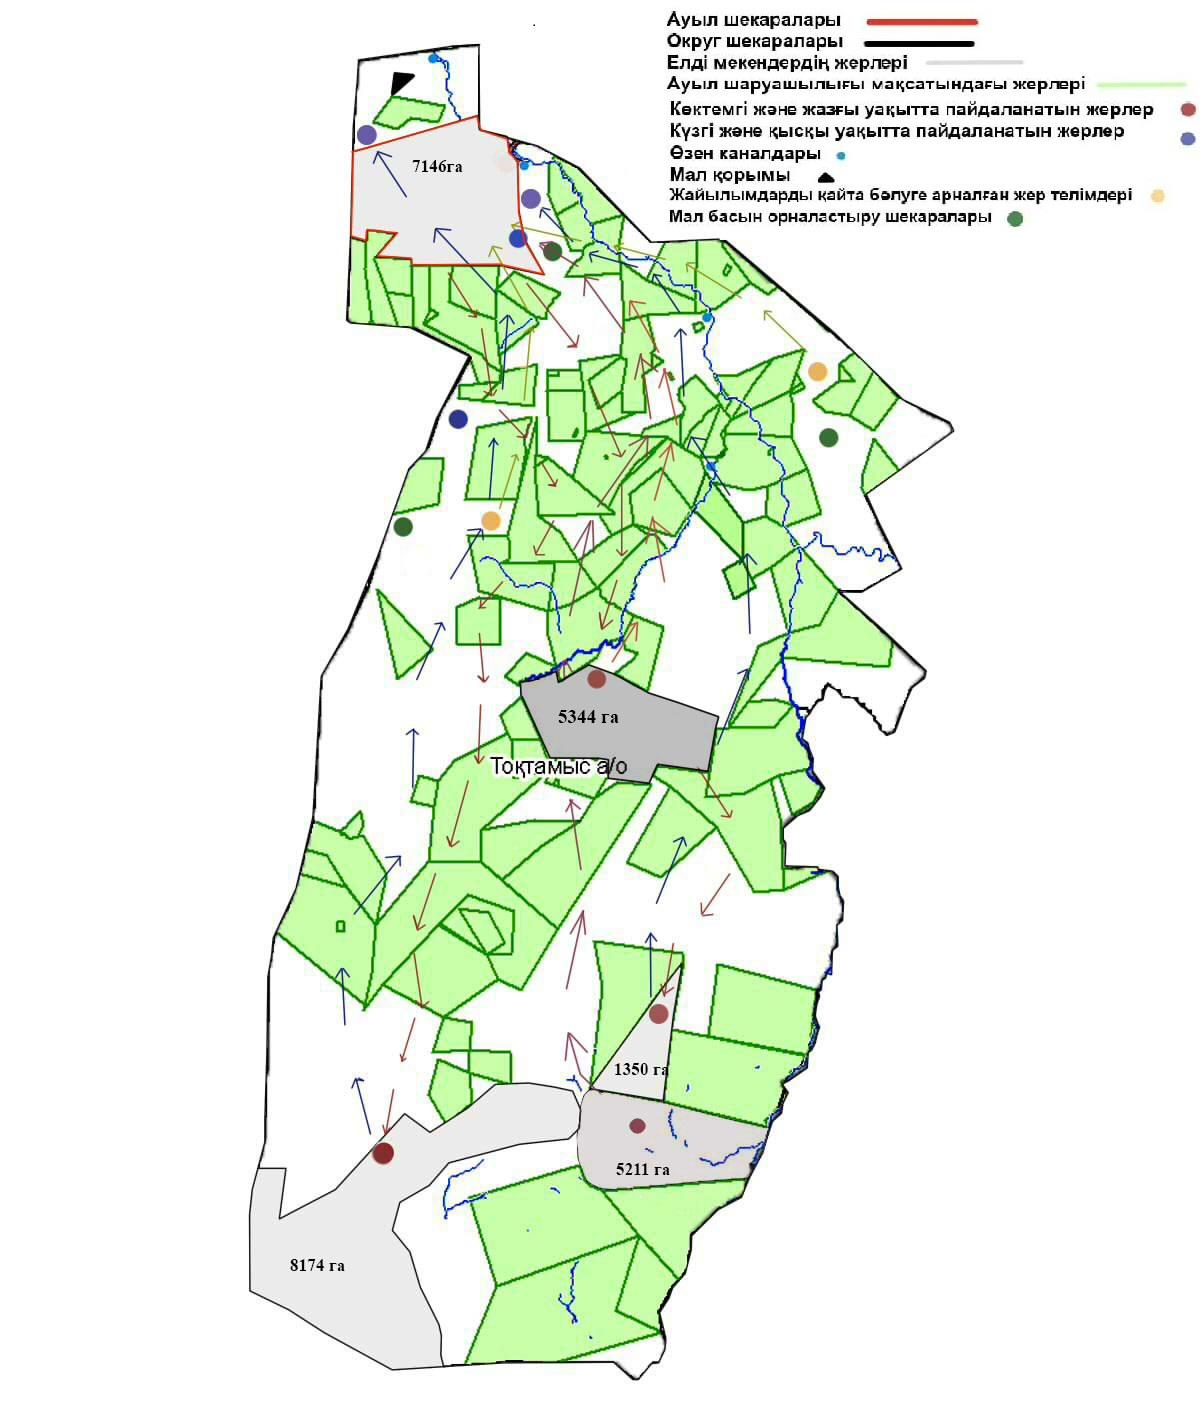 Ауыл шекаралары
Округ шекаралары
Елді мекендердің жерлері
Ауыл шаруашылығы мақсатындағы жерлері
Көктемгі және жазғы уақытта пайдаланатын жерлер
Күзгі және қысқы уақытта пайдаланатын жерлер
Өзен каналдары
Мал қорымы
Жайылымдарды қайта бөлуге арналған жер телімдері
Мал басын орналастыру шекаралары
7146га
5344 га
Тоқтамыс а/о
1350 га
5211 га
8174 га